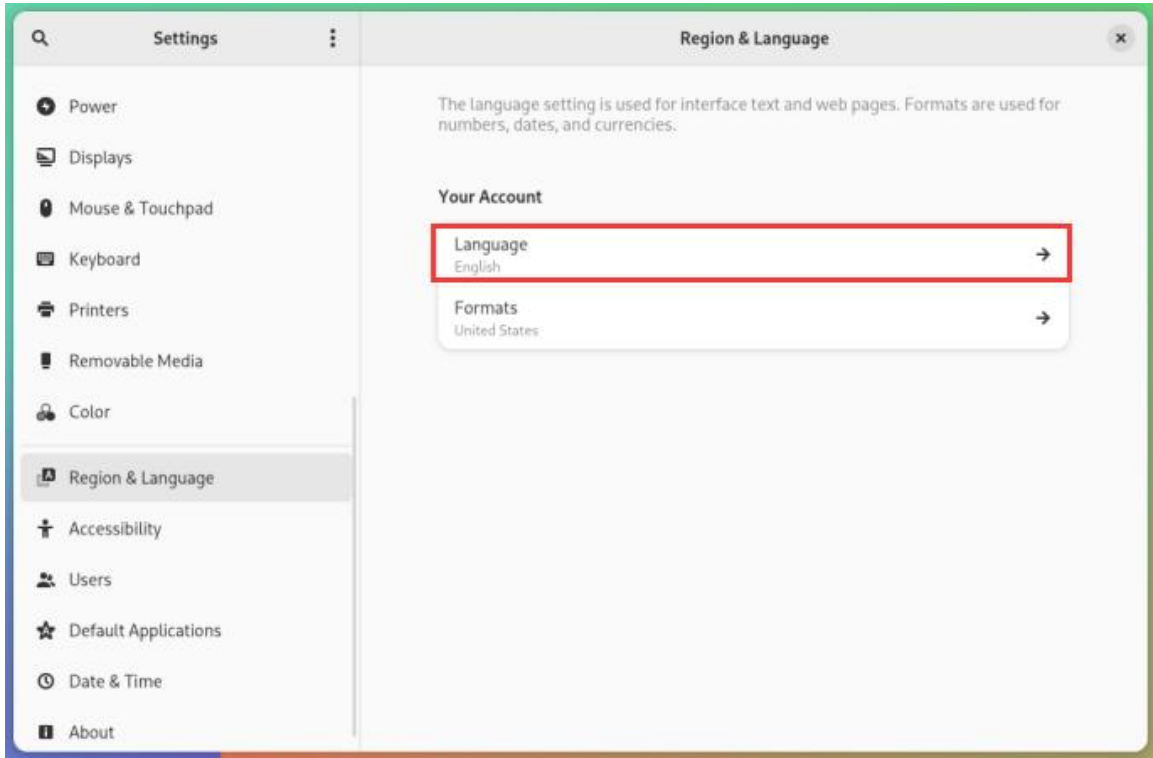 Settings
Region & Language
Power
Displays
Mouse & Touchpad
Keyboard
Printers
Removable Media
Color
Region & Language
Accessibility
Users
Default Applications
Date & Time
About
The language setting is used for interface text and web pages. Formats are used for
numbers, dates, and currencies.
Your Account
Language
English
Formats
United States